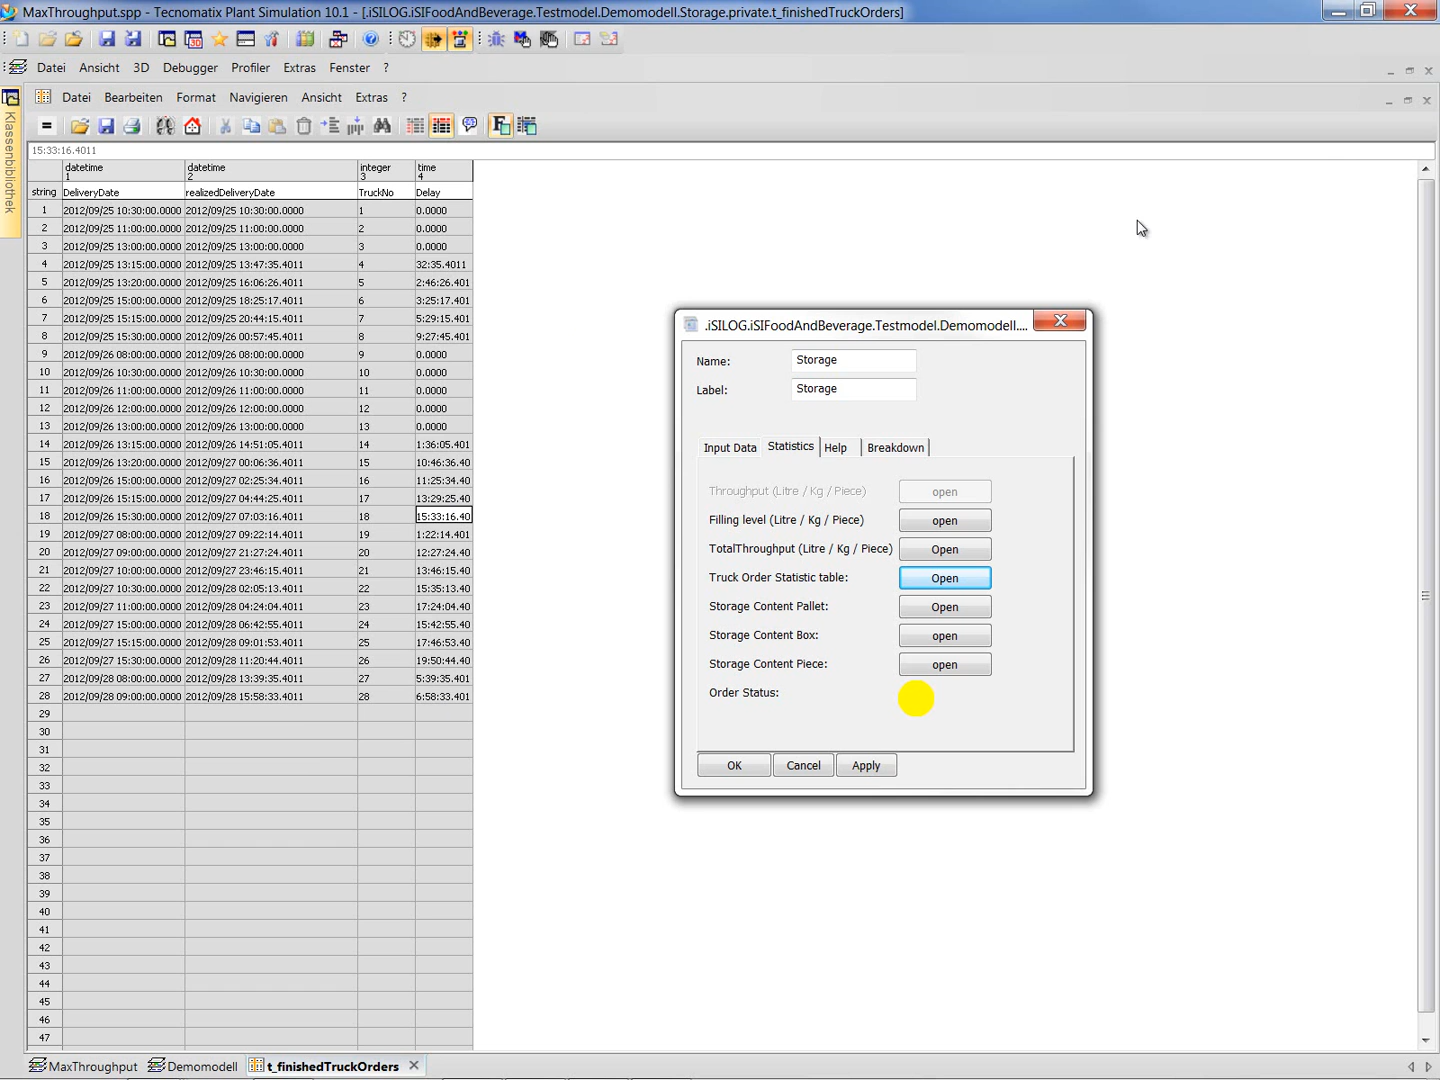 MaxThroughput.spp - Tecnomatix Plant Simulation 10.1 - [.iSILOG.iSIFoodAndBeverage.Testmodel.Demomodell.Storage.private.t_finishedTruckOrders]
Datei Ansicht 3D Debugger Profiler Extras Fenster ?
Datei Bearbeiten Format Navigieren Ansicht Extras ?
Klassenbibliothek
15:33:16.4011
datetime datetime integer time
1 2 3 4
string DeliveryDate realizedDeliveryDate TruckNo Delay
1 2012/09/25 10:30:00.0000 2012/09/25 10:30:00.0000 1 0.0000
2 2012/09/25 11:00:00.0000 2012/09/25 11:00:00.0000 2 0.0000
3 2012/09/25 13:00:00.0000 2012/09/25 13:00:00.0000 3 0.0000
4 2012/09/25 13:15:00.0000 2012/09/25 13:47:35.4011 4 32:35.4011
5 2012/09/25 13:20:00.0000 2012/09/25 16:06:26.4011 5 2:46:26.401
6 2012/09/25 15:00:00.0000 2012/09/25 18:25:17.4011 6 3:25:17.401
7 2012/09/25 15:15:00.0000 2012/09/25 20:44:15.4011 7 5:29:15.401
8 2012/09/25 15:30:00.0000 2012/09/26 00:57:45.4011 8 9:27:45.401
9 2012/09/26 08:00:00.0000 2012/09/26 08:00:00.0000 9 0.0000
10 2012/09/26 10:30:00.0000 2012/09/26 10:30:00.0000 10 0.0000
11 2012/09/26 11:00:00.0000 2012/09/26 11:00:00.0000 11 0.0000
12 2012/09/26 12:00:00.0000 2012/09/26 12:00:00.0000 12 0.0000
13 2012/09/26 13:00:00.0000 2012/09/26 13:00:00.0000 13 0.0000
14 2012/09/26 13:15:00.0000 2012/09/26 14:51:05.4011 14 1:36:05.401
15 2012/09/26 13:20:00.0000 2012/09/27 00:06:36.4011 15 10:46:36.40
16 2012/09/26 15:00:00.0000 2012/09/27 02:25:34.4011 16 11:25:34.40
17 2012/09/26 15:15:00.0000 2012/09/27 04:44:25.4011 17 13:29:25.40
18 2012/09/26 15:30:00.0000 2012/09/27 07:03:16.4011 18 15:33:16.40
19 2012/09/27 08:00:00.0000 2012/09/27 09:22:14.4011 19 1:22:14.401
20 2012/09/27 09:00:00.0000 2012/09/27 21:27:24.4011 20 12:27:24.40
21 2012/09/27 10:00:00.0000 2012/09/27 23:46:15.4011 21 13:46:15.40
22 2012/09/27 10:30:00.0000 2012/09/28 02:05:13.4011 22 15:35:13.40
23 2012/09/27 11:00:00.0000 2012/09/28 04:24:04.4011 23 17:24:04.40
24 2012/09/27 15:00:00.0000 2012/09/28 06:42:55.4011 24 15:42:55.40
25 2012/09/27 15:15:00.0000 2012/09/28 09:01:53.4011 25 17:46:53.40
26 2012/09/27 15:30:00.0000 2012/09/28 11:20:44.4011 26 19:50:44.40
27 2012/09/28 08:00:00.0000 2012/09/28 13:39:35.4011 27 5:39:35.401
28 2012/09/28 09:00:00.0000 2012/09/28 15:58:33.4011 28 6:58:33.401
29
30
31
32
33
34
35
36
37
38
39
40
41
42
43
44
45
46
47
.iSILOG.iSIFoodAndBeverage.Testmodel.Demomodell....
Name: Storage
Label: Storage
Input Data Statistics Help Breakdown
Throughput (Litre / Kg / Piece) open
Filling level (Litre / Kg / Piece) open
TotalThroughput (Litre / Kg / Piece) Open
Truck Order Statistic table: Open
Storage Content Pallet: Open
Storage Content Box: open
Storage Content Piece: open
Order Status:
OK Cancel Apply
MaxThroughput Demomodell t_finishedTruckOrders